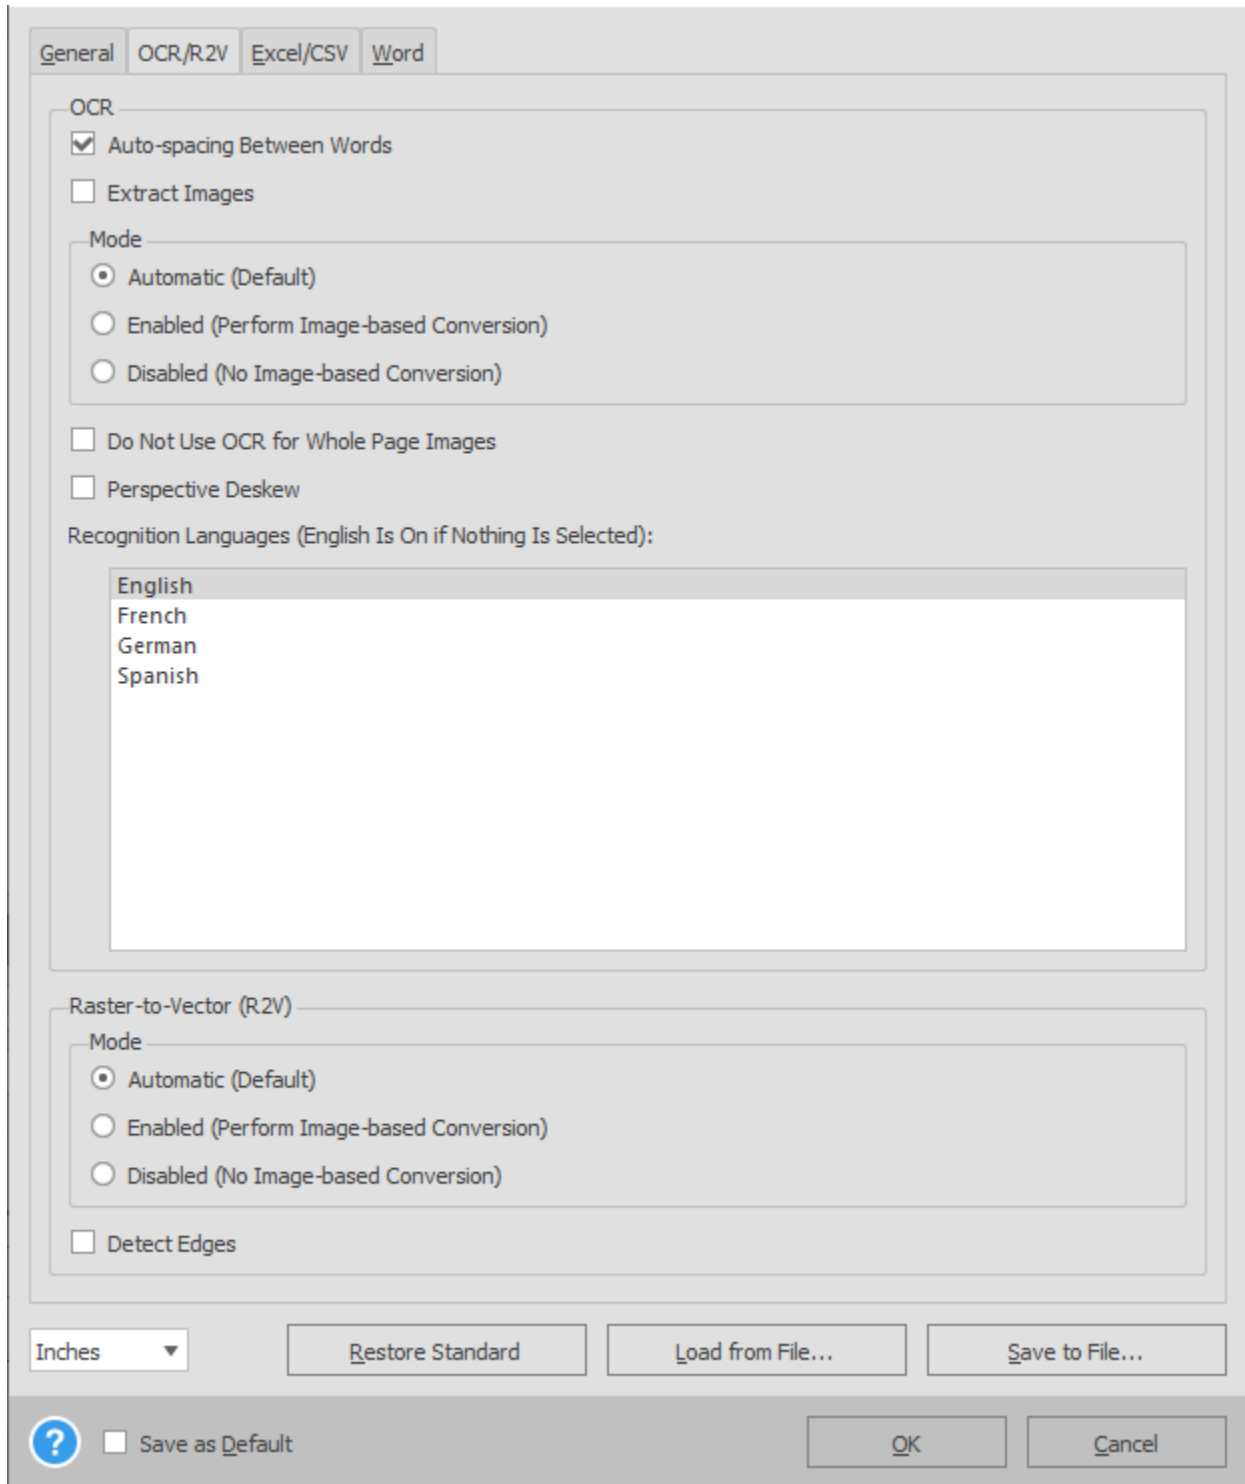 General OCR/R2V Excel/CSV Word
OCR
Auto-spacing Between Words
Extract Images
Mode
Automatic (Default)
Enabled (Perform Image-based Conversion)
Disabled (No Image-based Conversion)
Do Not Use OCR for Whole Page Images
Perspective Deskew
Recognition Languages (English Is On if Nothing Is Selected):
English
French
German
Spanish
Raster-to-Vector (R2V)
Mode
Automatic (Default)
Enabled (Perform Image-based Conversion)
Disabled (No Image-based Conversion)
Detect Edges
Inches Restore Standard Load from File... Save to File...
? Save as Default OK Cancel